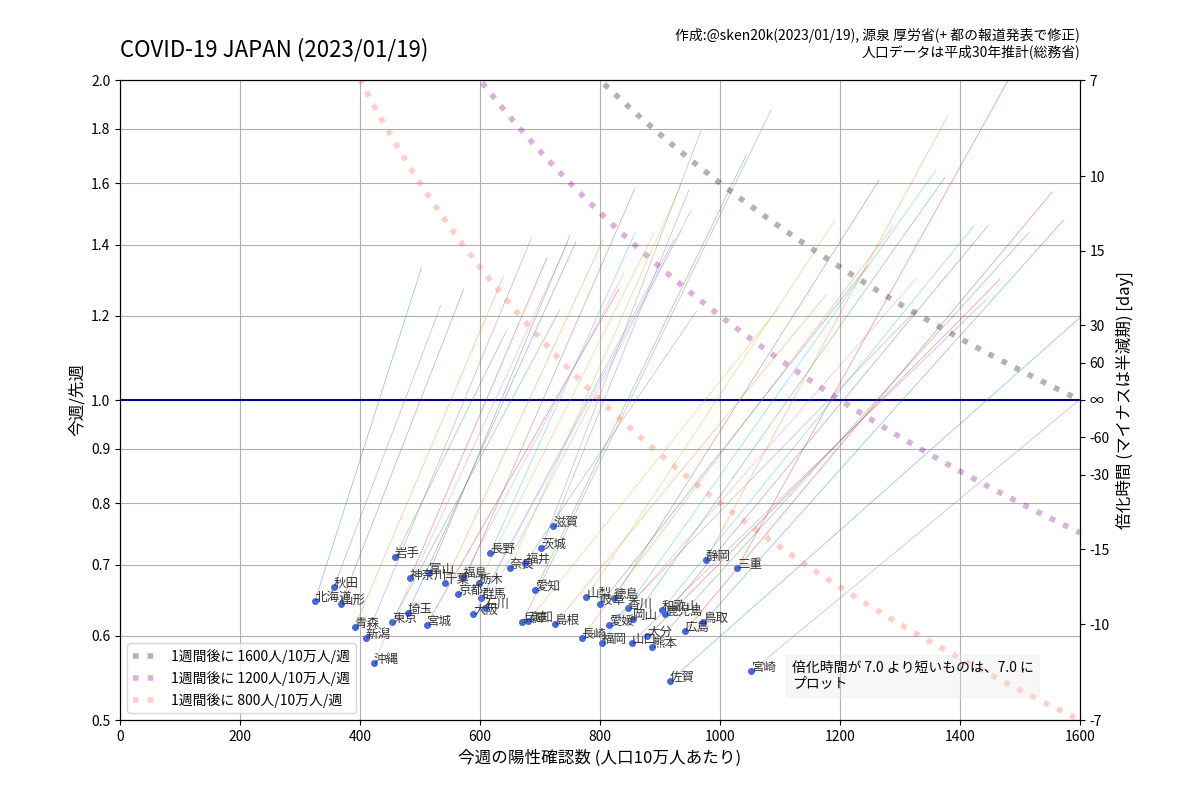 COVID-19 JAPAN (2023/01/19)
作成:@sken20k(2023/01/19), 源泉 厚労省(+ 都の報道発表で修正)
人口データは平成30年推計(総務省)
2.0
1.8
1.6
1.4
1.2
1.0
0.9
0.8
0.7
0.6
0.5
今週/先週
7
10
15
30
60
∞
-60
-30
-15
-10
-7
倍化時間 (マイナスは半減期) [day]
滋賀
茨城
長野
岩手
福井
奈良
静岡
三重
富山
福島
神奈川
千葉
栃木
秋田
愛知
京都
群馬
北海道
山形
石川
大阪
山梨
徳島
岐阜
香川
和歌山
鹿児島
岡山
埼玉
東京
宮城
高知
島根
愛媛
鳥取
青森
新潟
長崎
福岡
大分
山口
熊本
広島
沖縄
佐賀
宮崎
1週間後に 1600人/10万人/週
1週間後に 1200人/10万人/週
1週間後に 800人/10万人/週
倍化時間が 7.0 より短いものは、7.0 に
プロット
0 200 400 600 800 1000 1200 1400 1600
今週の陽性確認数 (人口10万人あたり)